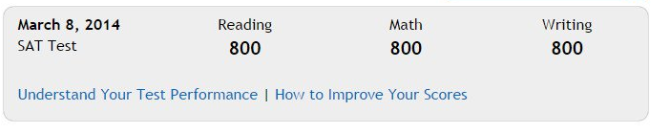 March 8, 2014 Reading Math Writing
SAT Test 800 800 800
Understand Your Test Performance | How to Improve Your Scores